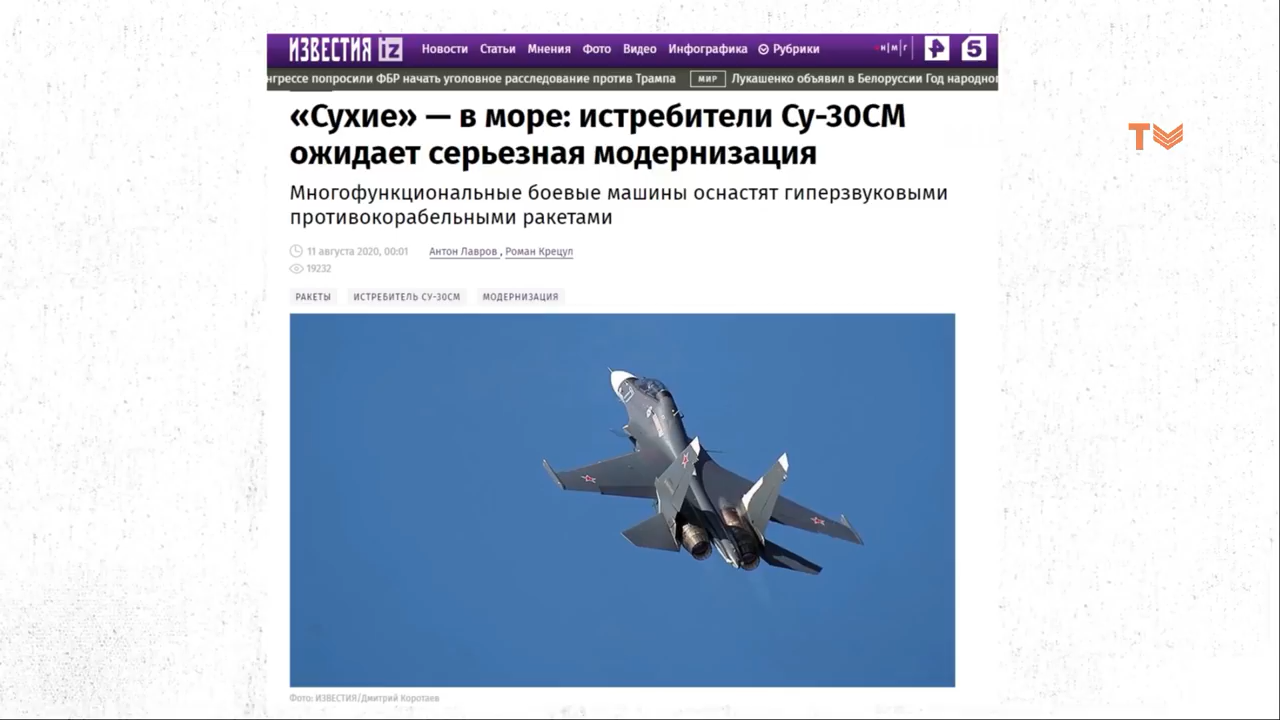 ИЗВЕСТИЯ iz Новости Статьи Мнения Фото Видео Инфографика Рубрики н|м|г 5
нгрессе попросили ФБР начать уголовное расследование против Трампа МИР Лукашенко объявил в Белоруссии Год народног
«Сухие» — в море: истребители Су-30СМ
ожидает серьезная модернизация
Многофункциональные боевые машины оснастят гиперзвуковыми
противокорабельными ракетами
11 августа 2020, 00:01 Антон Лавров, Роман Крецул
19232
РАКЕТЫ ИСТРЕБИТЕЛЬ СУ-30СМ МОДЕРНИЗАЦИЯ
Фото: ИЗВЕСТИЯ/Дмитрий Коротаев